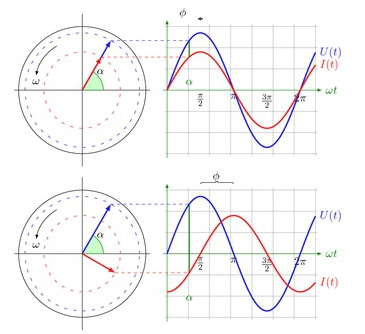 ϕ
U(t)
I(t)
α
ω
α
π/2
π
3π/2
2π
ωt
ϕ
U(t)
α
ω
π/2
π
3π/2
2π
ωt
I(t)
α